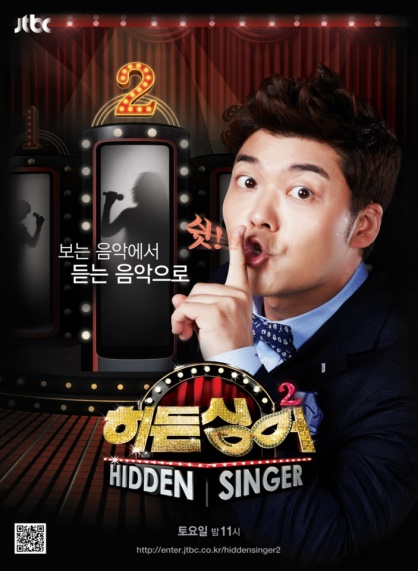 jtbc
1
2
쉿!
보는 음악에서
듣는 음악으로
히든싱어 2
HIDDEN SINGER
토요일 밤 11시
http://enter.jtbc.co.kr/hiddensinger2